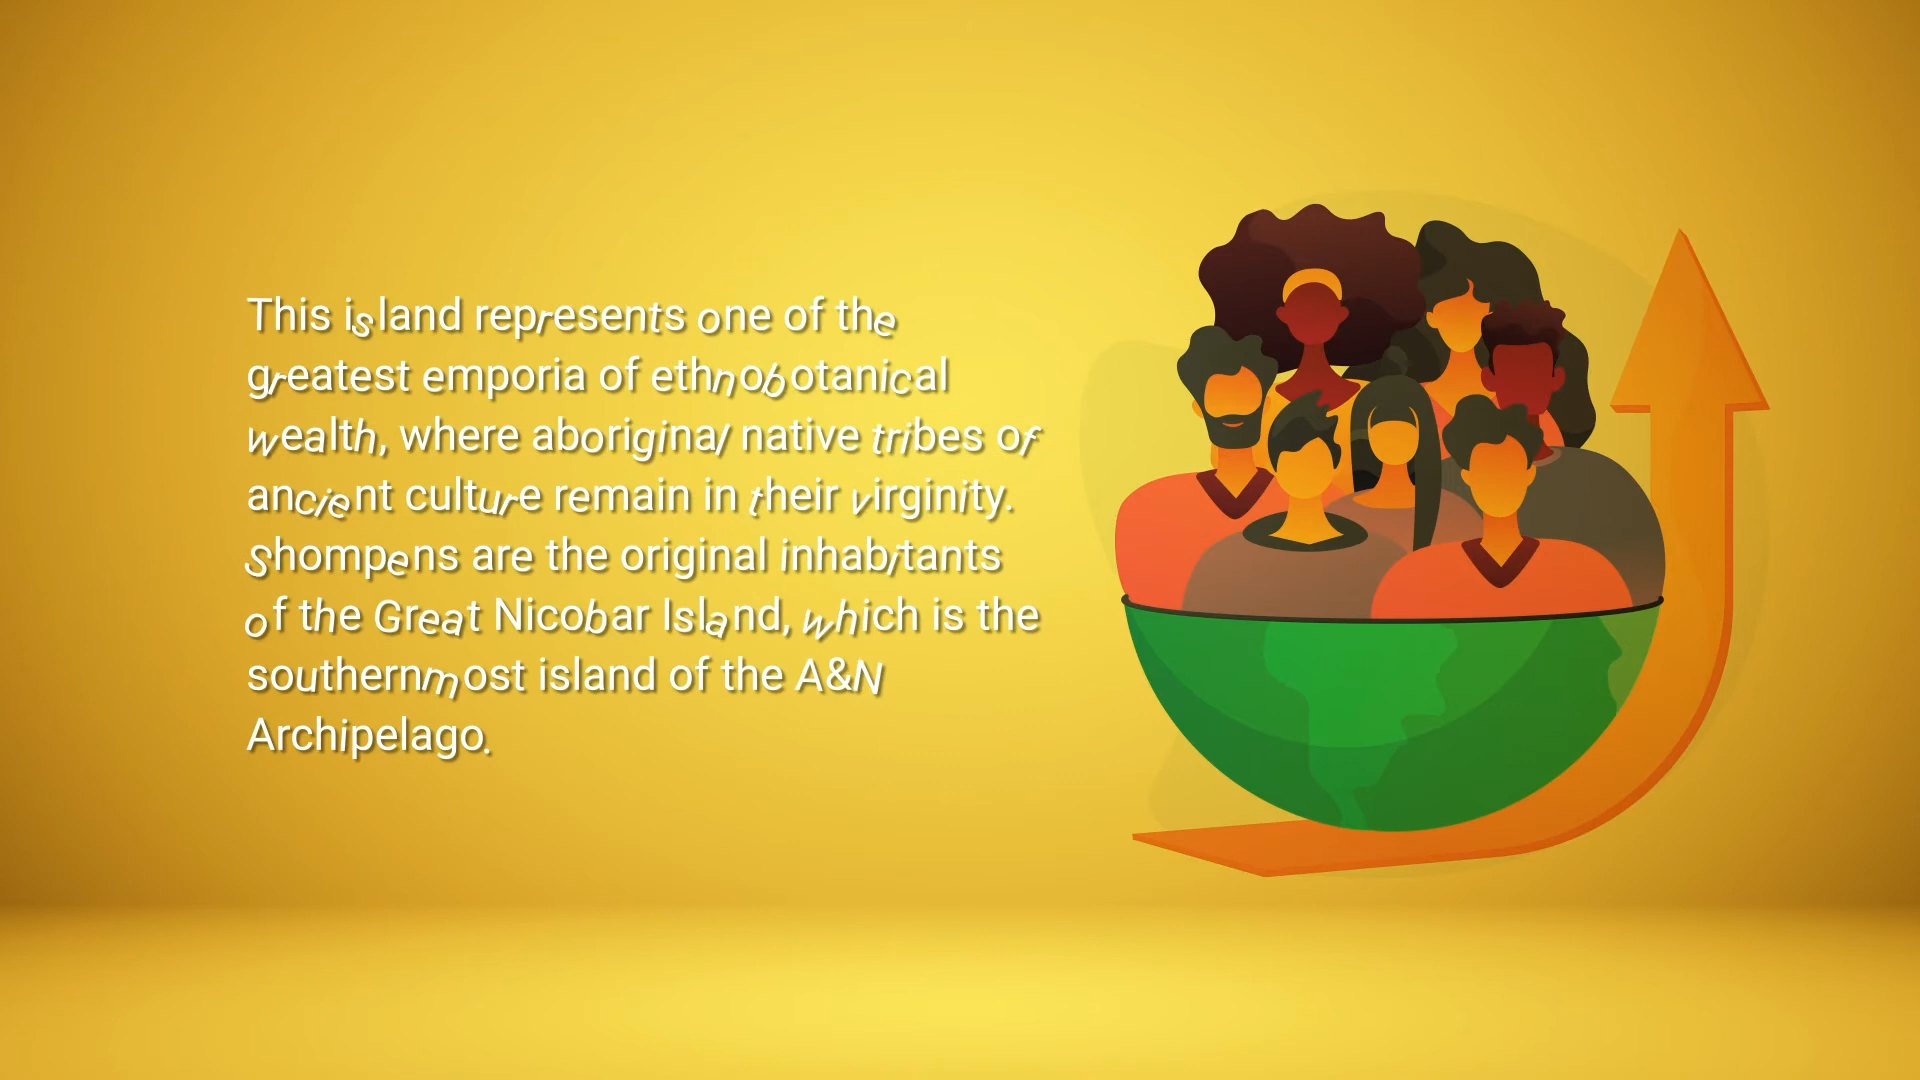 This island represents one of the
greatest emporia of ethnobotanical
wealth, where aboriginal native tribes of
ancient culture remain in their virginity.
Shompens are the original inhabitants
of the Great Nicobar Island, which is the
southernmost island of the A&N
Archipelago.